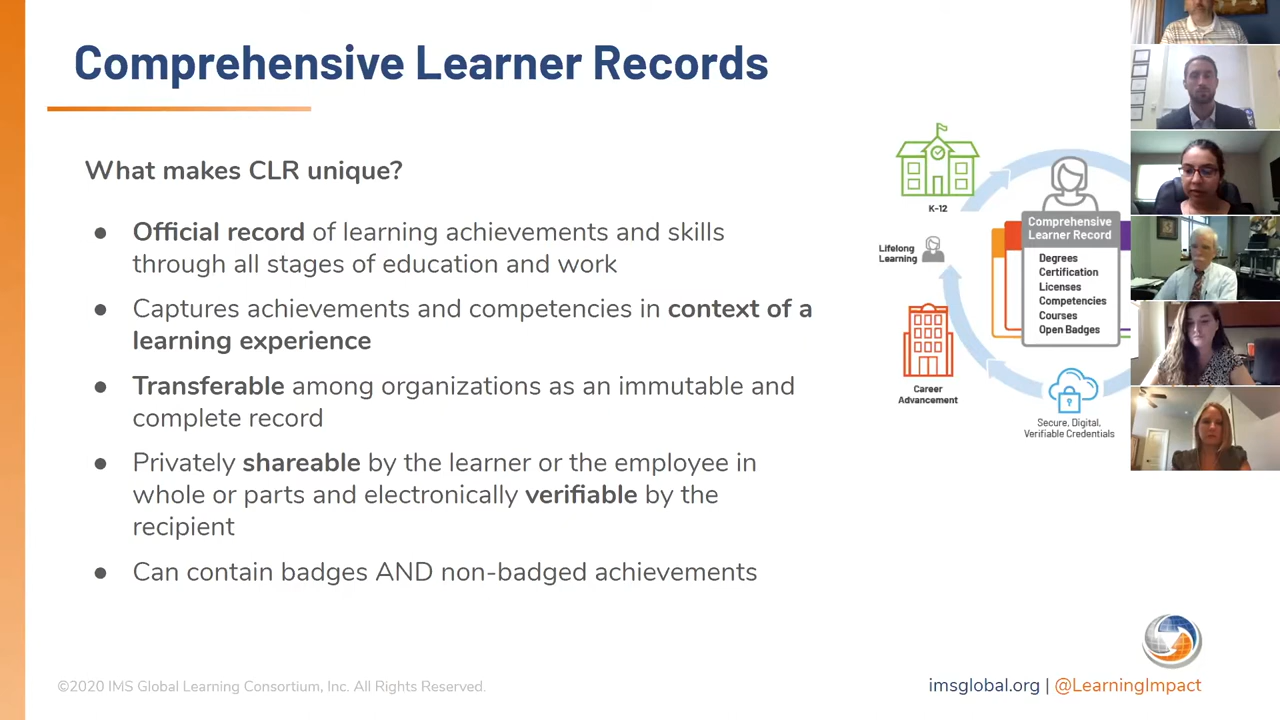 Comprehensive Learner Records
What makes CLR unique?
● Official record of learning achievements and skills
through all stages of education and work
● Captures achievements and competencies in context of a
learning experience
● Transferable among organizations as an immutable and
complete record
● Privately shareable by the learner or the employee in
whole or parts and electronically verifiable by the
recipient
● Can contain badges AND non-badged achievements
K-12
Lifelong
Learning
Career
Advancement
Comprehensive
Learner Record
Degrees
Certification
Licenses
Competencies
Courses
Open Badges
Secure, Digital,
Verifiable Credentials
©2020 IMS Global Learning Consortium, Inc. All Rights Reserved.
imsglobal.org | @LearningImpact